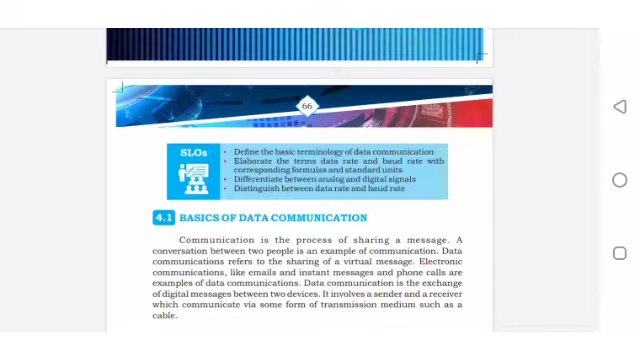 66
SLOs
• Define the basic terminology of data communication
• Elaborate the terms data rate and baud rate with
corresponding formulas and standard units
• Differentiate between analog and digital signals
• Distinguish between data rate and baud rate
4.1 BASICS OF DATA COMMUNICATION
Communication is the process of sharing a message. A
conversation between two people is an example of communication. Data
communications refers to the sharing of a virtual message. Electronic
communications, like emails and instant messages and phone calls are
examples of data communications. Data communication is the exchange
of digital messages between two devices. It involves a sender and a receiver
which communicate via some form of transmission medium such as a
cable.